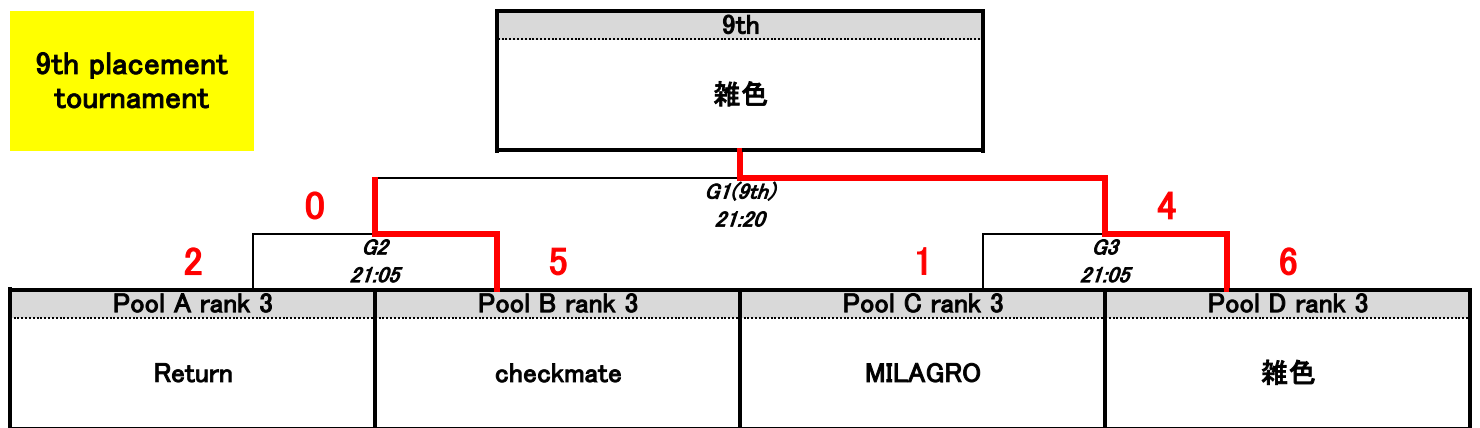 9th placement
tournament
9th
雑色
G1(9th)
21:20
0
4
G2
21:05
2
5
G3
21:05
1
6
Pool A rank 3
Pool B rank 3
Pool C rank 3
Pool D rank 3
Return
checkmate
MILAGRO
雑色